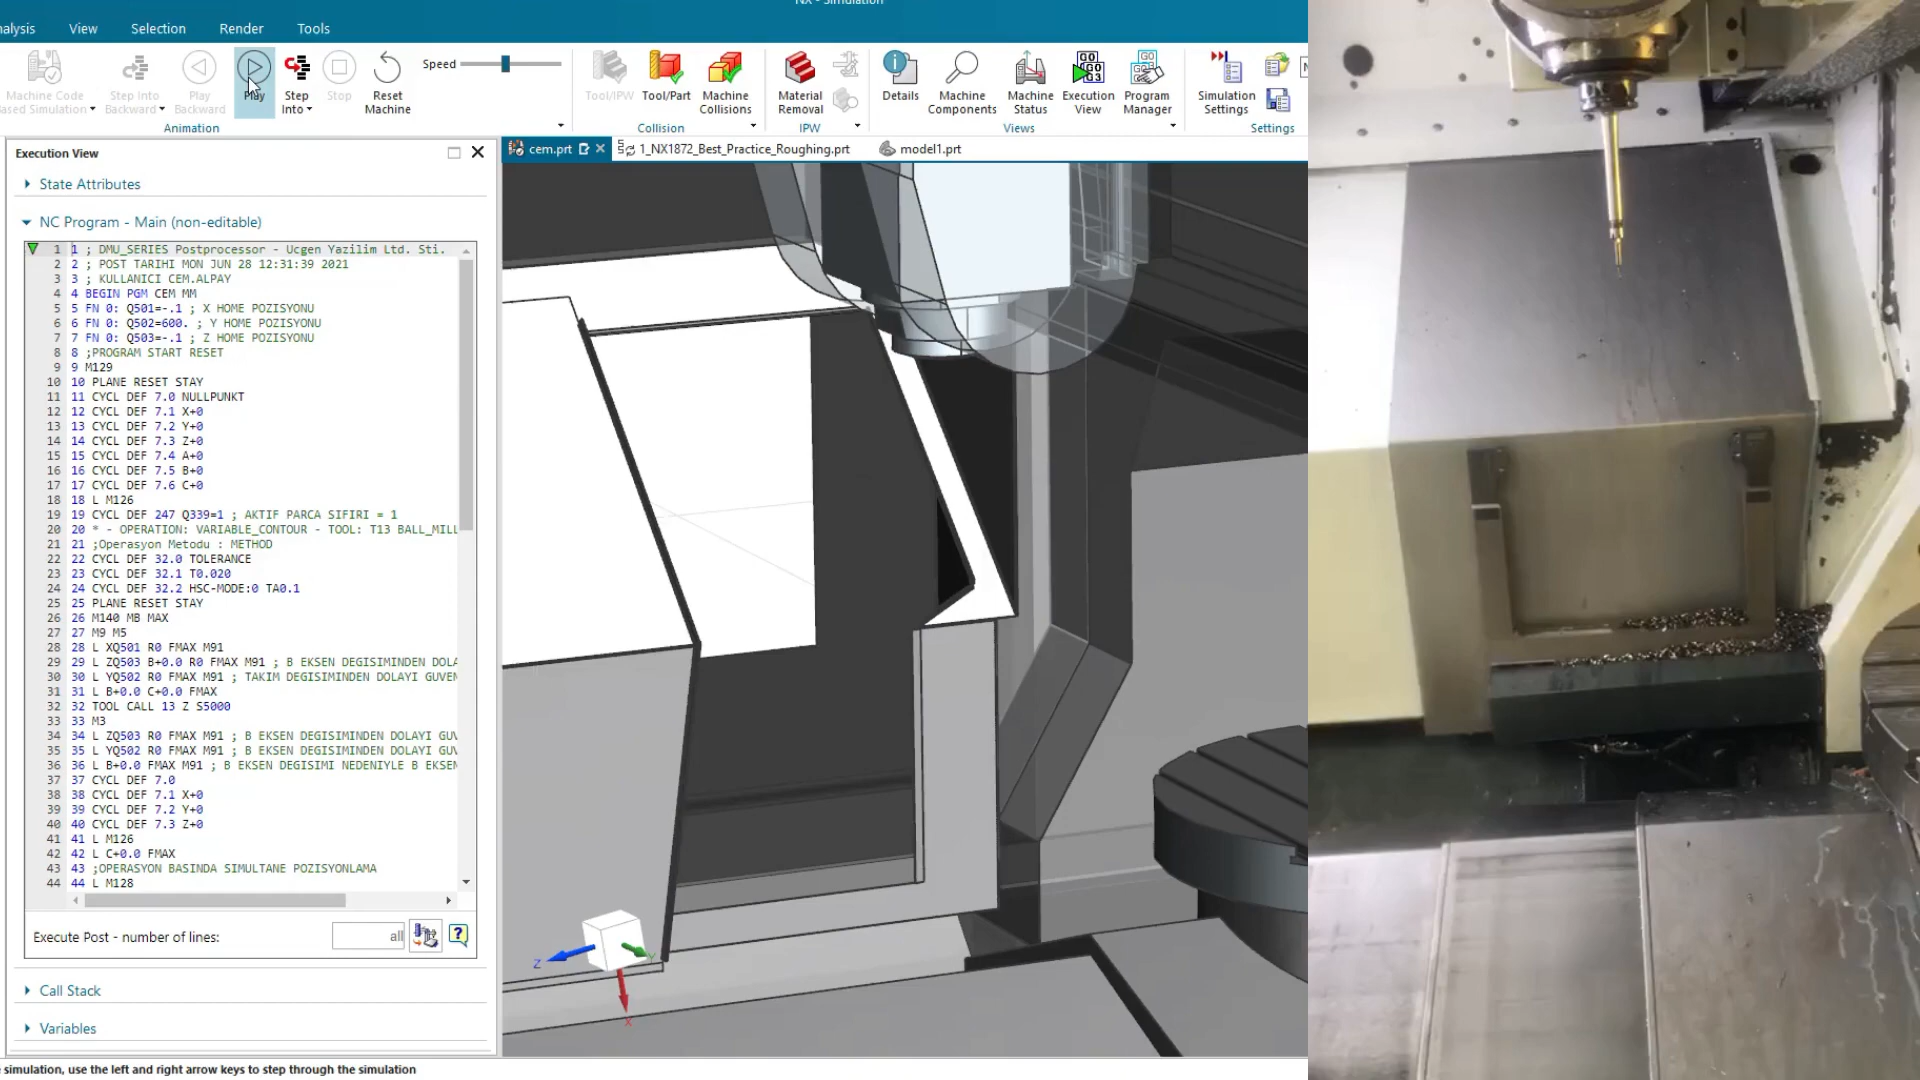 NX - Simulation
nalysis View Selection Render Tools
Machine Code
ased Simulation
Step Into
Backward
Play
Backward
Play
Step
Into
Stop
Reset
Machine
Speed
Animation
Tool/IPW
Tool/Part
Machine
Collisions
Collision
Material
Removal
IPW
Details
Machine
Components
Machine
Status
Execution
View
Program
Manager
Views
Simulation
Settings
Settings
Execution View
cem.prt 1_NX1872_Best_Practice_Roughing.prt model1.prt
State Attributes
NC Program - Main (non-editable)
1 1 ; DMU_SERIES Postprocessor - Ucgen Yazilim Ltd. Sti.
2 2 ; POST TARIHI MON JUN 28 12:31:39 2021
3 3 ; KULLANICI CEM.ALPAY
4 4 BEGIN PGM CEM MM
5 5 FN 0: Q501=-.1 ; X HOME POZISYONU
6 6 FN 0: Q502=600. ; Y HOME POZISYONU
7 7 FN 0: Q503=-.1 ; Z HOME POZISYONU
8 8 ;PROGRAM START RESET
9 9 M129
10 10 PLANE RESET STAY
11 11 CYCL DEF 7.0 NULLPUNKT
12 12 CYCL DEF 7.1 X+0
13 13 CYCL DEF 7.2 Y+0
14 14 CYCL DEF 7.3 Z+0
15 15 CYCL DEF 7.4 A+0
16 16 CYCL DEF 7.5 B+0
17 17 CYCL DEF 7.6 C+0
18 18 L M126
19 19 CYCL DEF 247 Q339=1 ; AKTIF PARCA SIFIRI = 1
20 20 * - OPERATION: VARIABLE_CONTOUR - TOOL: T13 BALL_MILL
21 21 ;Operasyon Metodu : METHOD
22 22 CYCL DEF 32.0 TOLERANCE
23 23 CYCL DEF 32.1 T0.020
24 24 CYCL DEF 32.2 HSC-MODE:0 TA0.1
25 25 PLANE RESET STAY
26 26 M140 MB MAX
27 27 M9 M5
28 28 L XQ501 R0 FMAX M91
29 29 L ZQ503 B+0.0 R0 FMAX M91 ; B EKSEN DEGISIMINDEN DOLA
30 30 L YQ502 R0 FMAX M91 ; TAKIM DEGISIMINDEN DOLAYI GUVEN
31 31 L B+0.0 C+0.0 FMAX
32 32 TOOL CALL 13 Z S5000
33 33 M3
34 34 L ZQ503 R0 FMAX M91 ; B EKSEN DEGISIMINDEN DOLAYI GUV
35 35 L YQ502 R0 FMAX M91 ; B EKSEN DEGISIMINDEN DOLAYI GUV
36 36 L B+0.0 FMAX M91 ; B EKSEN DEGISIMI NEDENIYLE B EKSEN
37 37 CYCL DEF 7.0
38 38 CYCL DEF 7.1 X+0
39 39 CYCL DEF 7.2 Y+0
40 40 CYCL DEF 7.3 Z+0
41 41 L M126
42 42 L C+0.0 FMAX
43 43 ;OPERASYON BASINDA SIMULTANE POZISYONLAMA
44 44 L M128
Execute Post - number of lines: all
Z Y
X
Call Stack
Variables
simulation, use the left and right arrow keys to step through the simulation